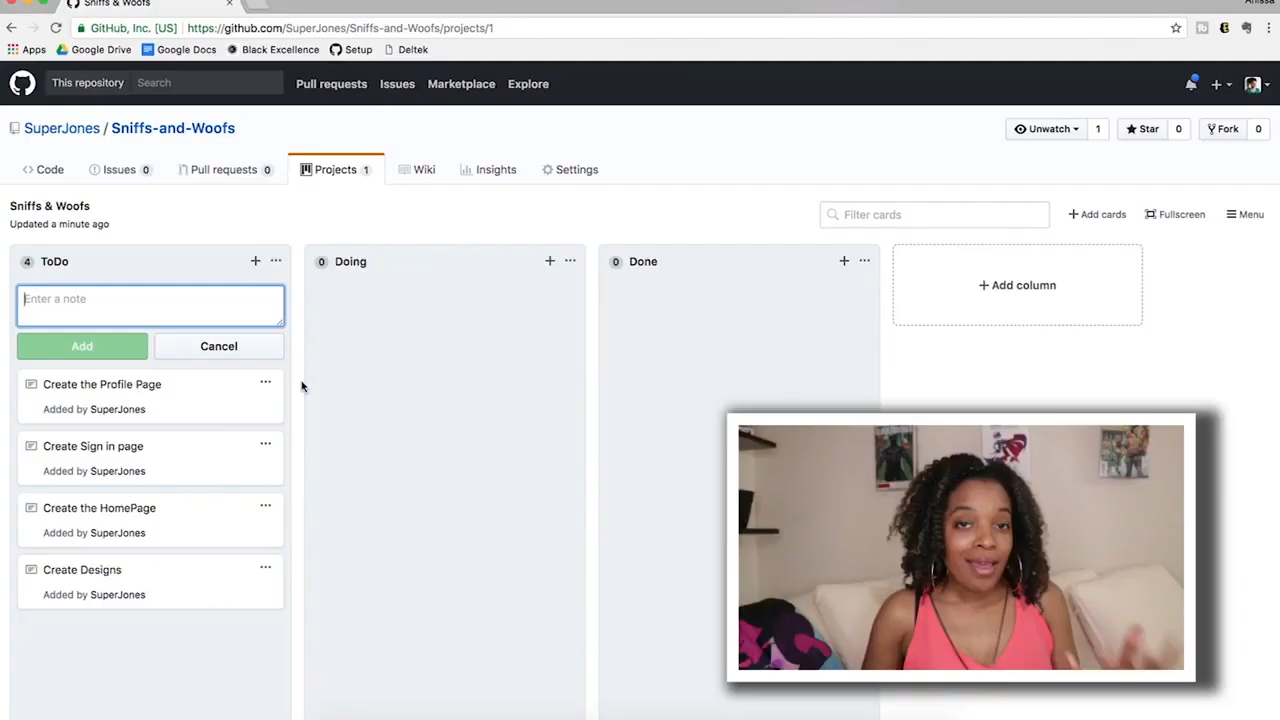 Sniffs & Woofs
Anissa
GitHub, Inc. [US] https://github.com/SuperJones/Sniffs-and-Woofs/projects/1
Apps Google Drive Google Docs Black Excellence Setup Deltek
This repository Search Pull requests Issues Marketplace Explore
SuperJones / Sniffs-and-Woofs Unwatch 1 Star 0 Fork 0
Code Issues 0 Pull requests 0 Projects 1 Wiki Insights Settings
Sniffs & Woofs
Updated a minute ago
Filter cards + Add cards Fullscreen Menu
4 ToDo + ...
0 Doing + ...
0 Done + ...
+ Add column
Enter a note
Add Cancel
Create the Profile Page ...
Added by SuperJones
Create Sign in page ...
Added by SuperJones
Create the HomePage ...
Added by SuperJones
Create Designs ...
Added by SuperJones